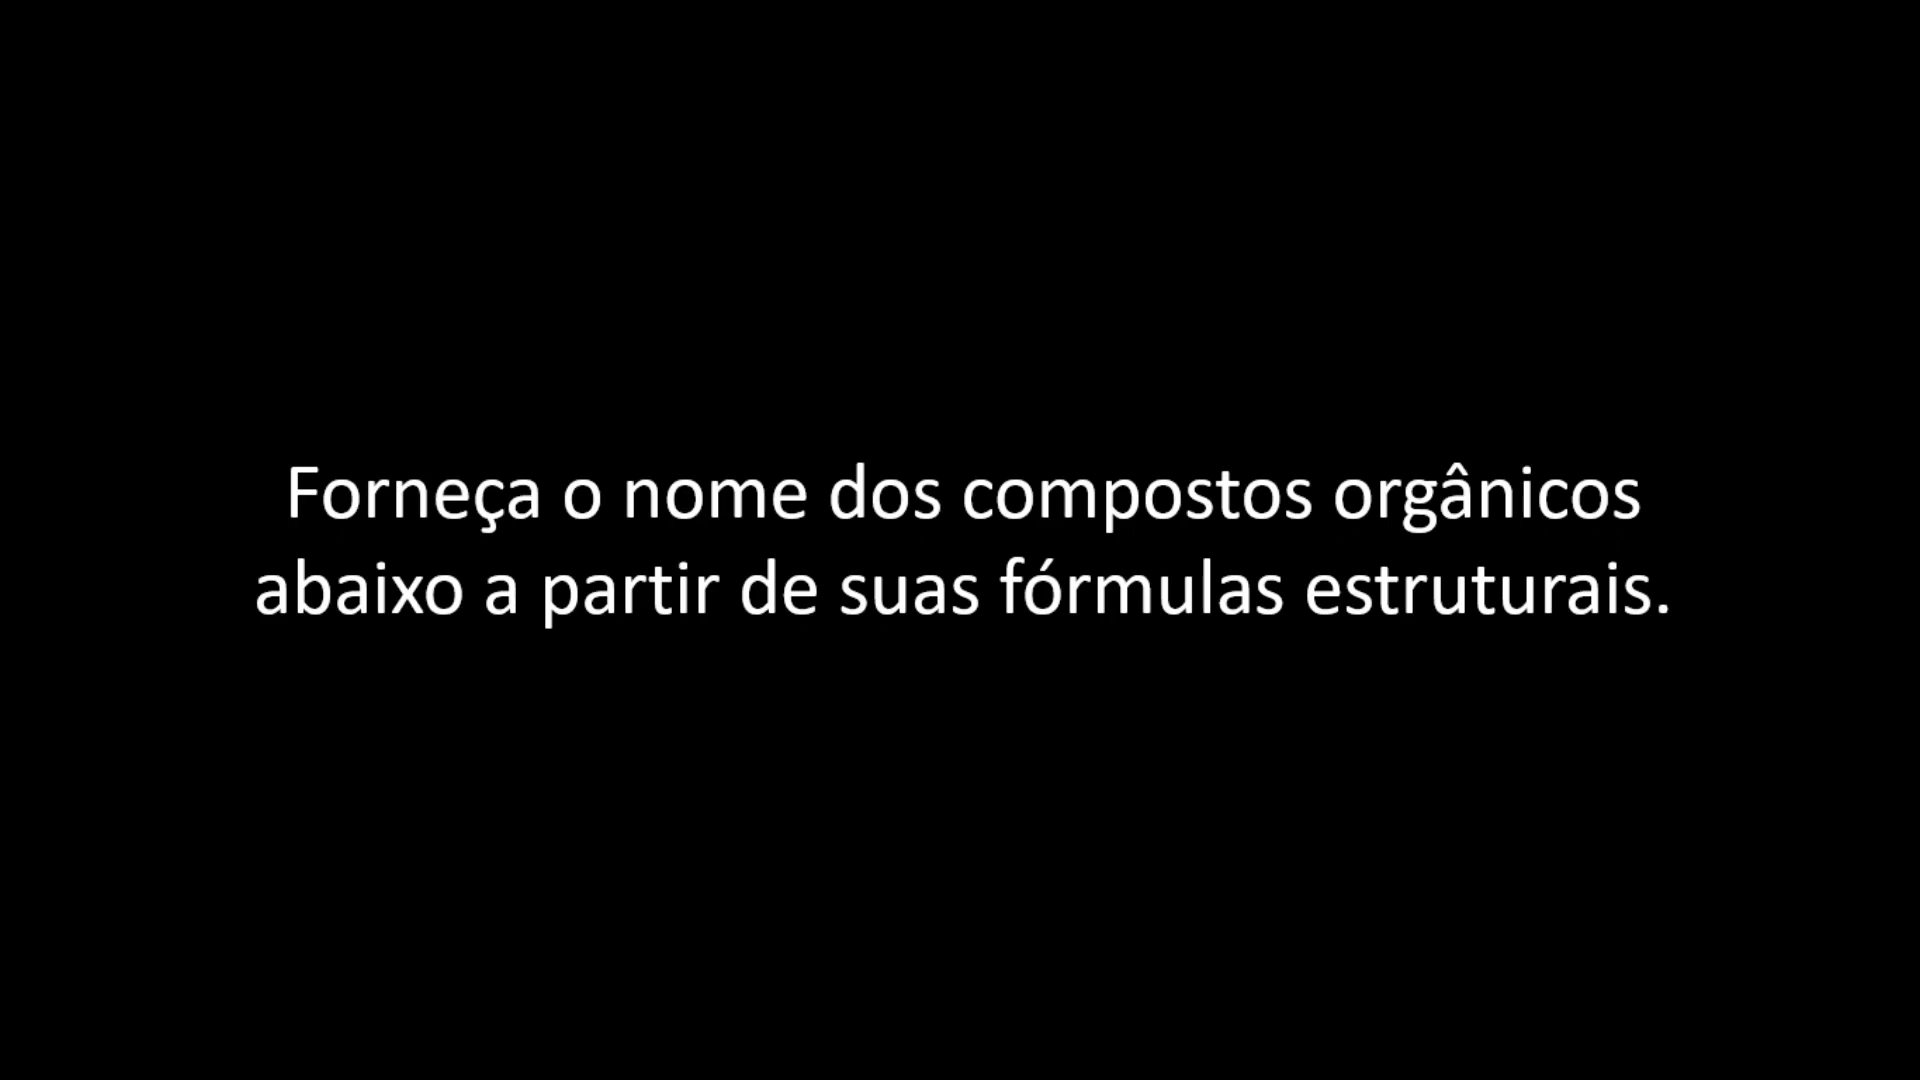 Forneça o nome dos compostos orgânicos
abaixo a partir de suas fórmulas estruturais.